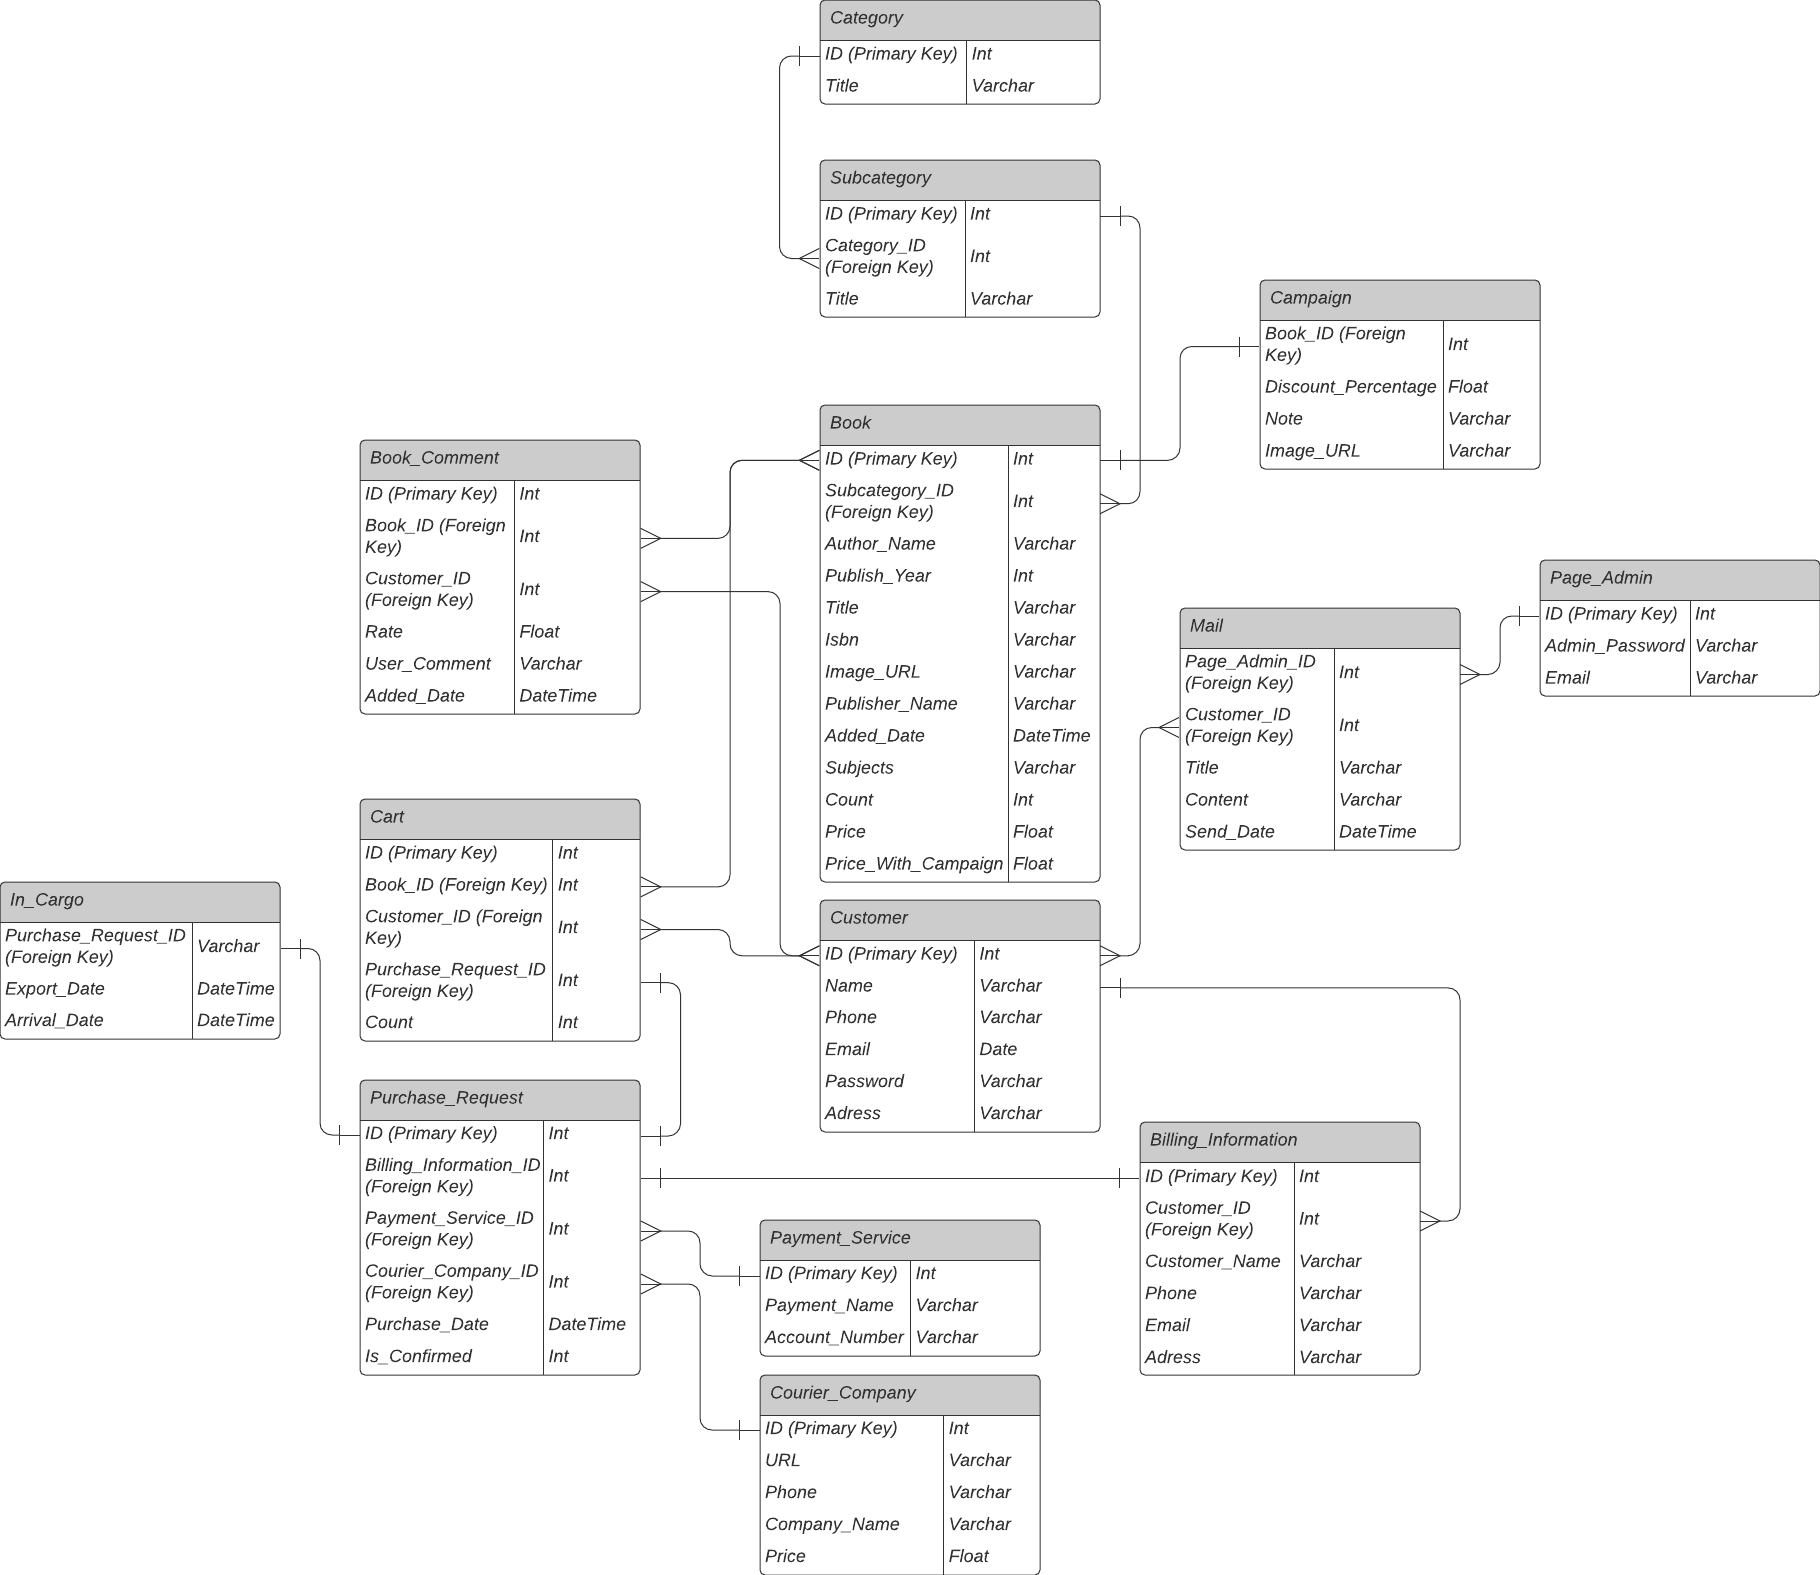 Category
ID (Primary Key) Int
Title Varchar
Subcategory
ID (Primary Key) Int
Category_ID
(Foreign Key) Int
Title Varchar
Campaign
Book_ID (Foreign
Key) Int
Discount_Percentage Float
Note Varchar
Image_URL Varchar
Book
ID (Primary Key) Int
Subcategory_ID
(Foreign Key) Int
Author_Name Varchar
Publish_Year Int
Title Varchar
Isbn Varchar
Image_URL Varchar
Publisher_Name Varchar
Added_Date DateTime
Subjects Varchar
Count Int
Price Float
Price_With_Campaign Float
Book_Comment
ID (Primary Key) Int
Book_ID (Foreign
Key) Int
Customer_ID
(Foreign Key) Int
Rate Float
User_Comment Varchar
Added_Date DateTime
Page_Admin
ID (Primary Key) Int
Admin_Password Varchar
Email Varchar
Mail
Page_Admin_ID
(Foreign Key) Int
Customer_ID
(Foreign Key) Int
Title Varchar
Content Varchar
Send_Date DateTime
Cart
ID (Primary Key) Int
Book_ID (Foreign Key) Int
Customer_ID (Foreign
Key) Int
Purchase_Request_ID
(Foreign Key) Int
Count Int
In_Cargo
Purchase_Request_ID
(Foreign Key) Varchar
Export_Date DateTime
Arrival_Date DateTime
Customer
ID (Primary Key) Int
Name Varchar
Phone Varchar
Email Date
Password Varchar
Adress Varchar
Purchase_Request
ID (Primary Key) Int
Billing_Information_ID
(Foreign Key) Int
Payment_Service_ID
(Foreign Key) Int
Courier_Company_ID
(Foreign Key) Int
Purchase_Date DateTime
Is_Confirmed Int
Billing_Information
ID (Primary Key) Int
Customer_ID
(Foreign Key) Int
Customer_Name Varchar
Phone Varchar
Email Varchar
Adress Varchar
Payment_Service
ID (Primary Key) Int
Payment_Name Varchar
Account_Number Varchar
Courier_Company
ID (Primary Key) Int
URL Varchar
Phone Varchar
Company_Name Varchar
Price Float